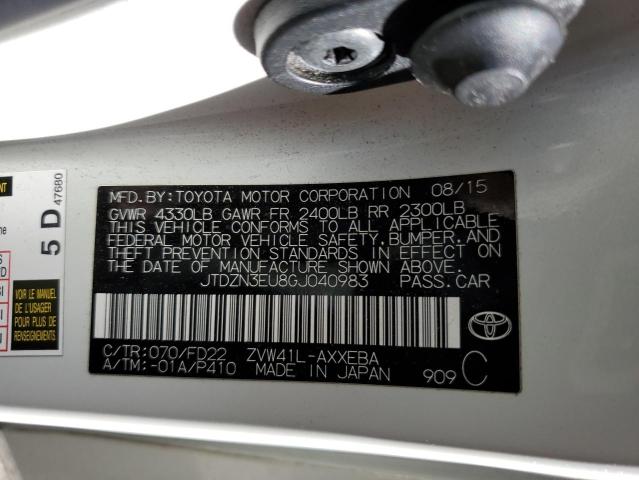 MFD.BY:TOYOTA MOTOR CORPORATION 08/15
GVWR 4330LB GAWR FR 2400LB RR 2300LB
THIS VEHICLE CONFORMS TO ALL APPLICABLE
FEDERAL MOTOR VEHICLE SAFETY, BUMPER, AND
THEFT PREVENTION STANDARDS IN EFFECT ON
THE DATE OF MANUFACTURE SHOWN ABOVE.
JTDZN3EU8GJ040983 PASS.CAR
C/TR:070/FD22 ZVW41L-AXXEBA
A/TM:-01A/P410 MADE IN JAPAN 909 C
TOYOTA
5 D 47680
VOIR LE MANUEL
POUR PLUS DE
RENSEIGNEMENTS